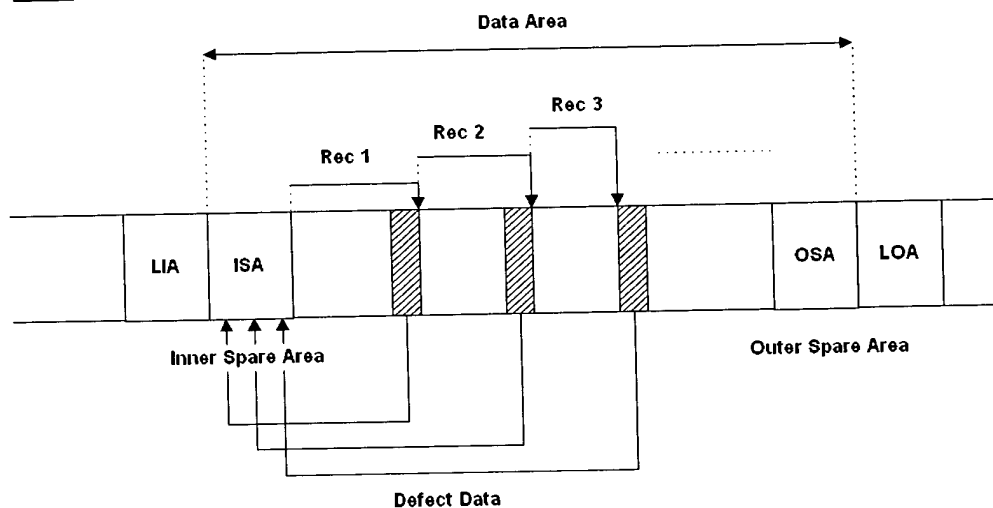 Data Area
Rec 3
Rec 2
Rec 1
LIA
ISA
OSA
LOA
Inner Spare Area
Outer Spare Area
Defect Data